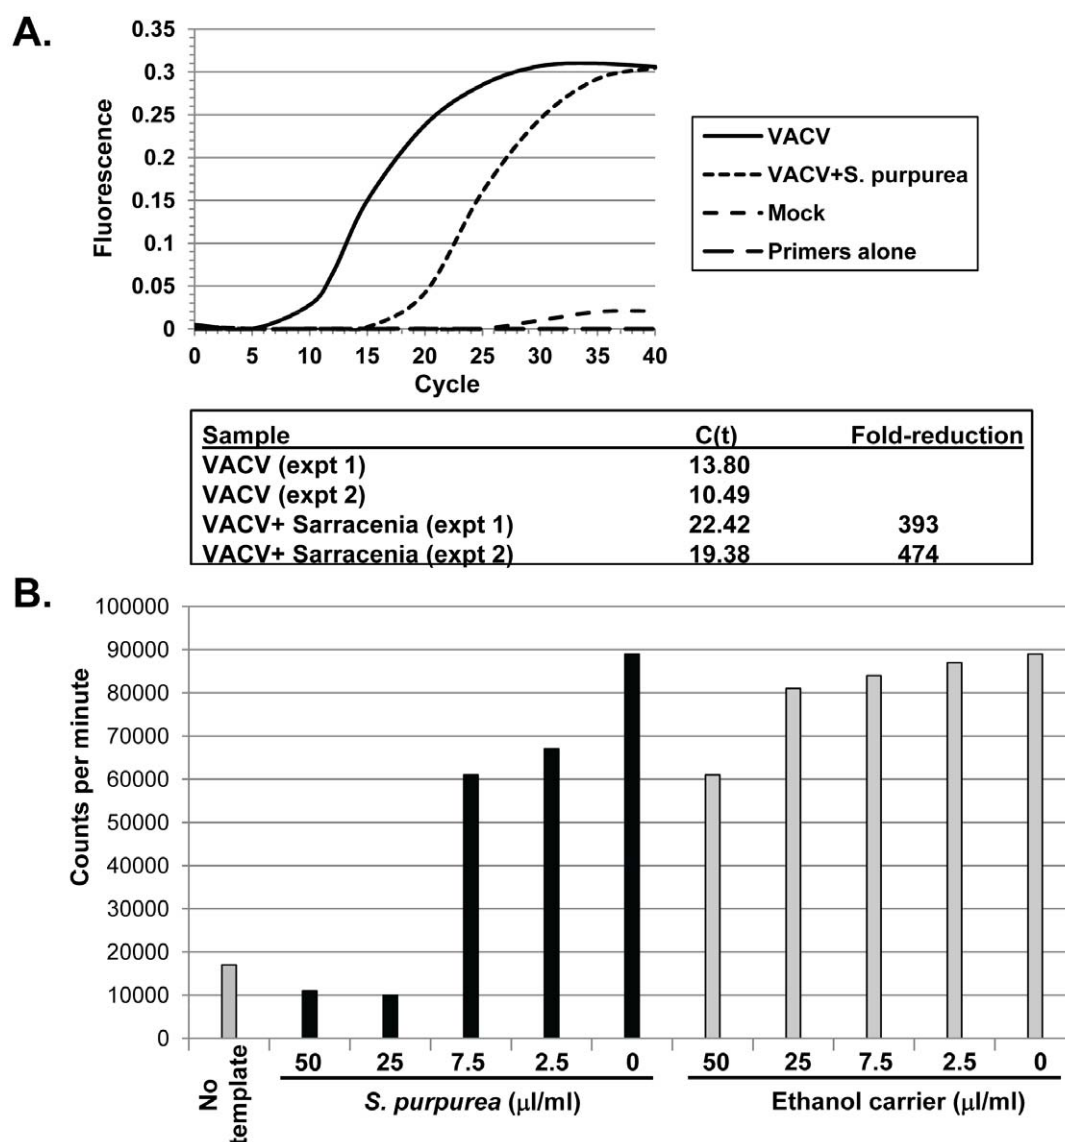 A.
0.35
0.3
0.25
0.2
0.15
0.1
0.05
0
Fluorescence
0 5 10 15 20 25 30 35 40
Cycle
VACV
VACV+S. purpurea
Mock
Primers alone
Sample C(t) Fold-reduction
VACV (expt 1) 13.80
VACV (expt 2) 10.49
VACV+ Sarracenia (expt 1) 22.42 393
VACV+ Sarracenia (expt 2) 19.38 474
B.
100000
90000
80000
70000
60000
50000
40000
30000
20000
10000
0
Counts per minute
No
template
50 25 7.5 2.5 0 50 25 7.5 2.5 0
S. purpurea (µl/ml) Ethanol carrier (µl/ml)